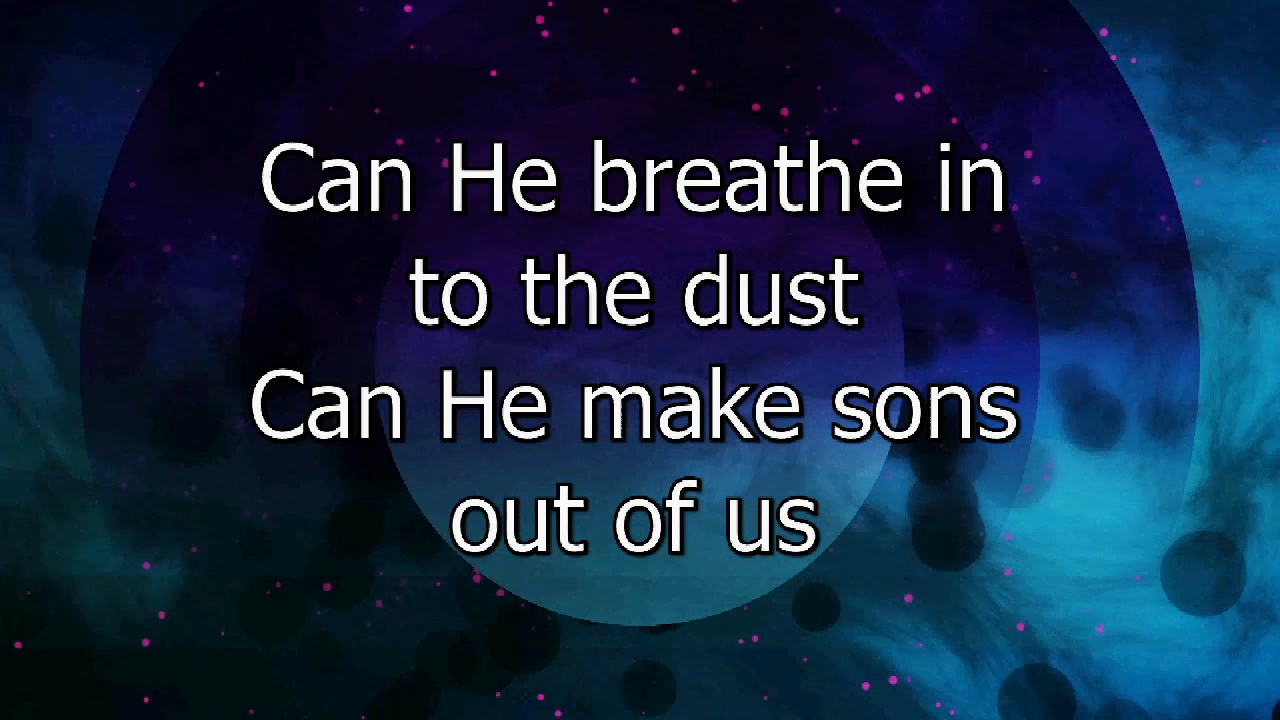 Can He breathe in
to the dust
Can He make sons
out of us